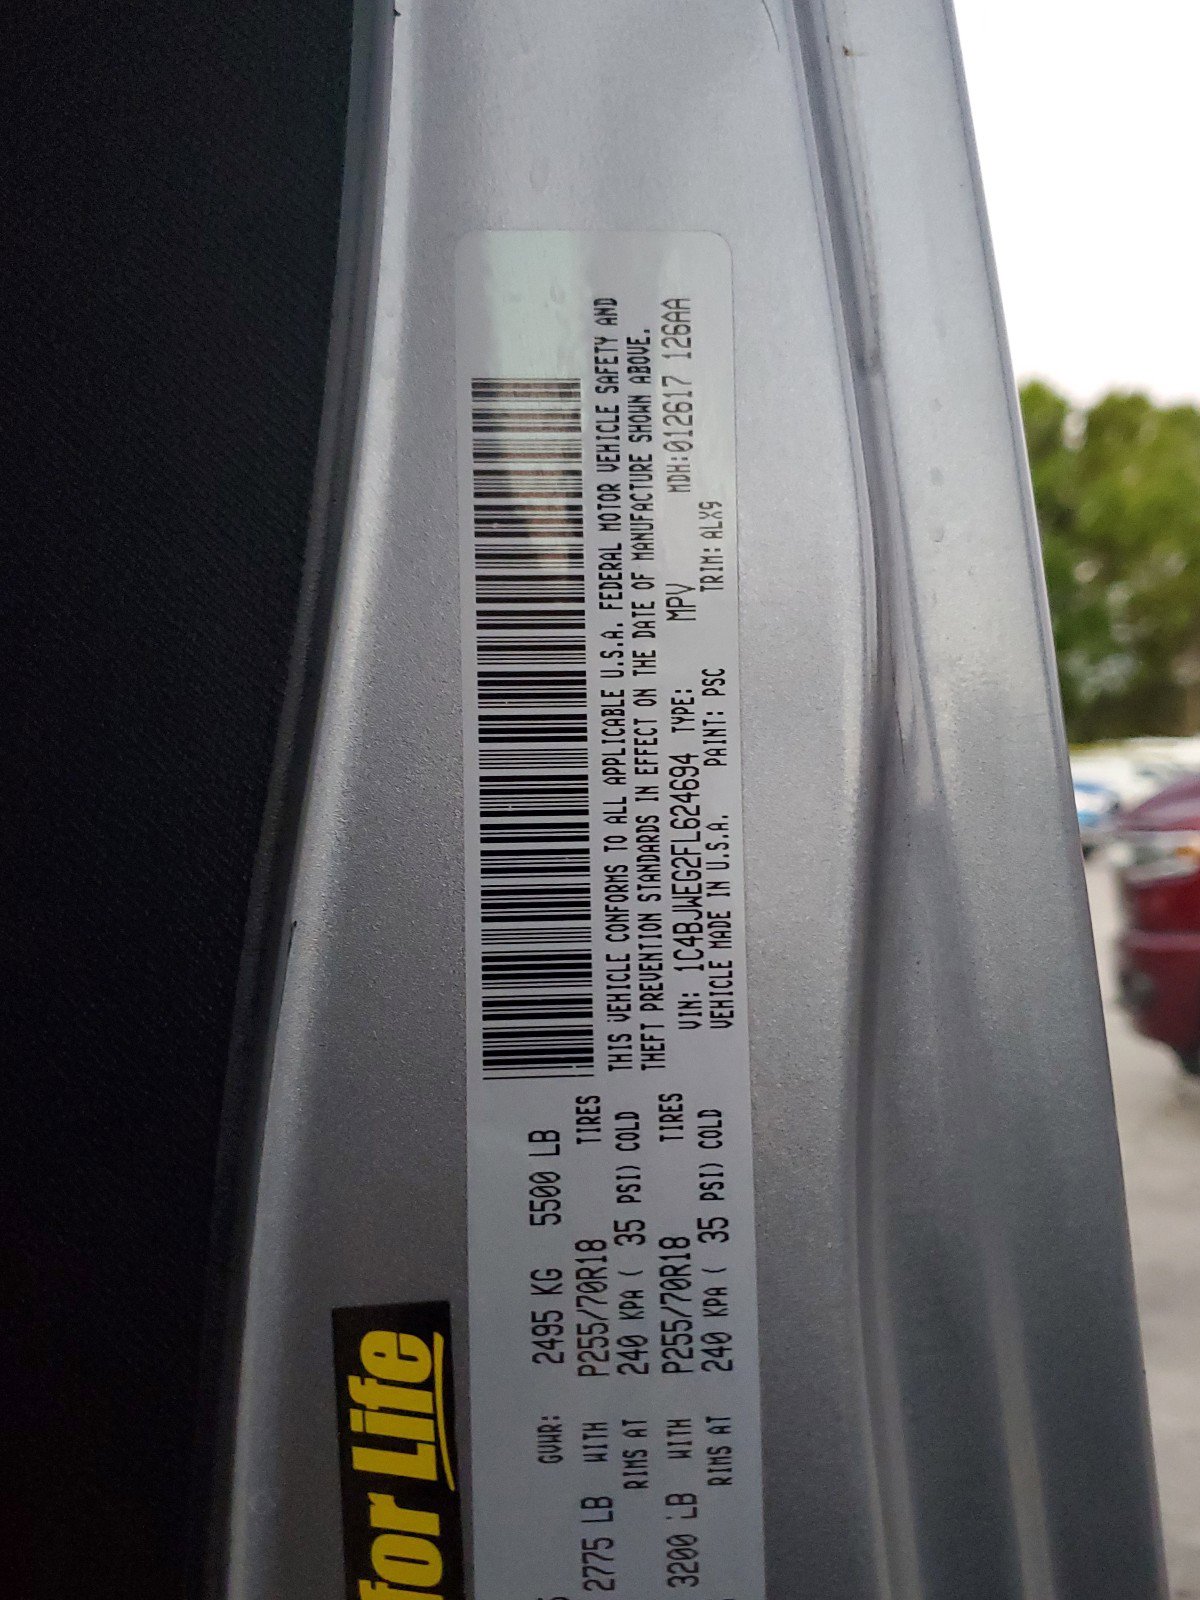 GVWR: 2495 KG 5500 LB
2775 LB WITH P255/70R18 TIRES
RIMS AT 240 KPA ( 35 PSI) COLD
3200 LB WITH P255/70R18 TIRES
RIMS AT 240 KPA ( 35 PSI) COLD
THIS VEHICLE CONFORMS TO ALL APPLICABLE U.S.A. FEDERAL MOTOR VEHICLE SAFETY AND
THEFT PREVENTION STANDARDS IN EFFECT ON THE DATE OF MANUFACTURE SHOWN ABOVE.
VIN: 1C4BJWEG2FL624694 TYPE: MPV MDH:012617 126AA
VEHICLE MADE IN U.S.A. PAINT: PSC TRIM: ALX9
for Life